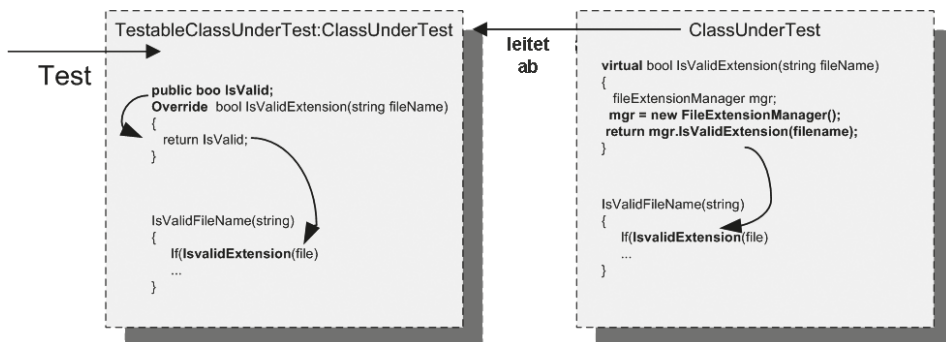 Test
TestableClassUnderTest:ClassUnderTest
public boo IsValid;
Override bool IsValidExtension(string fileName)
{
return IsValid;
}
IsValidFileName(string)
{
If(IsvalidExtension(file)
...
}
leitet
ab
ClassUnderTest
virtual bool IsValidExtension(string fileName)
{
fileExtensionManager mgr;
mgr = new FileExtensionManager();
return mgr.IsValidExtension(filename);
}
IsValidFileName(string)
{
If(IsvalidExtension(file)
...
}